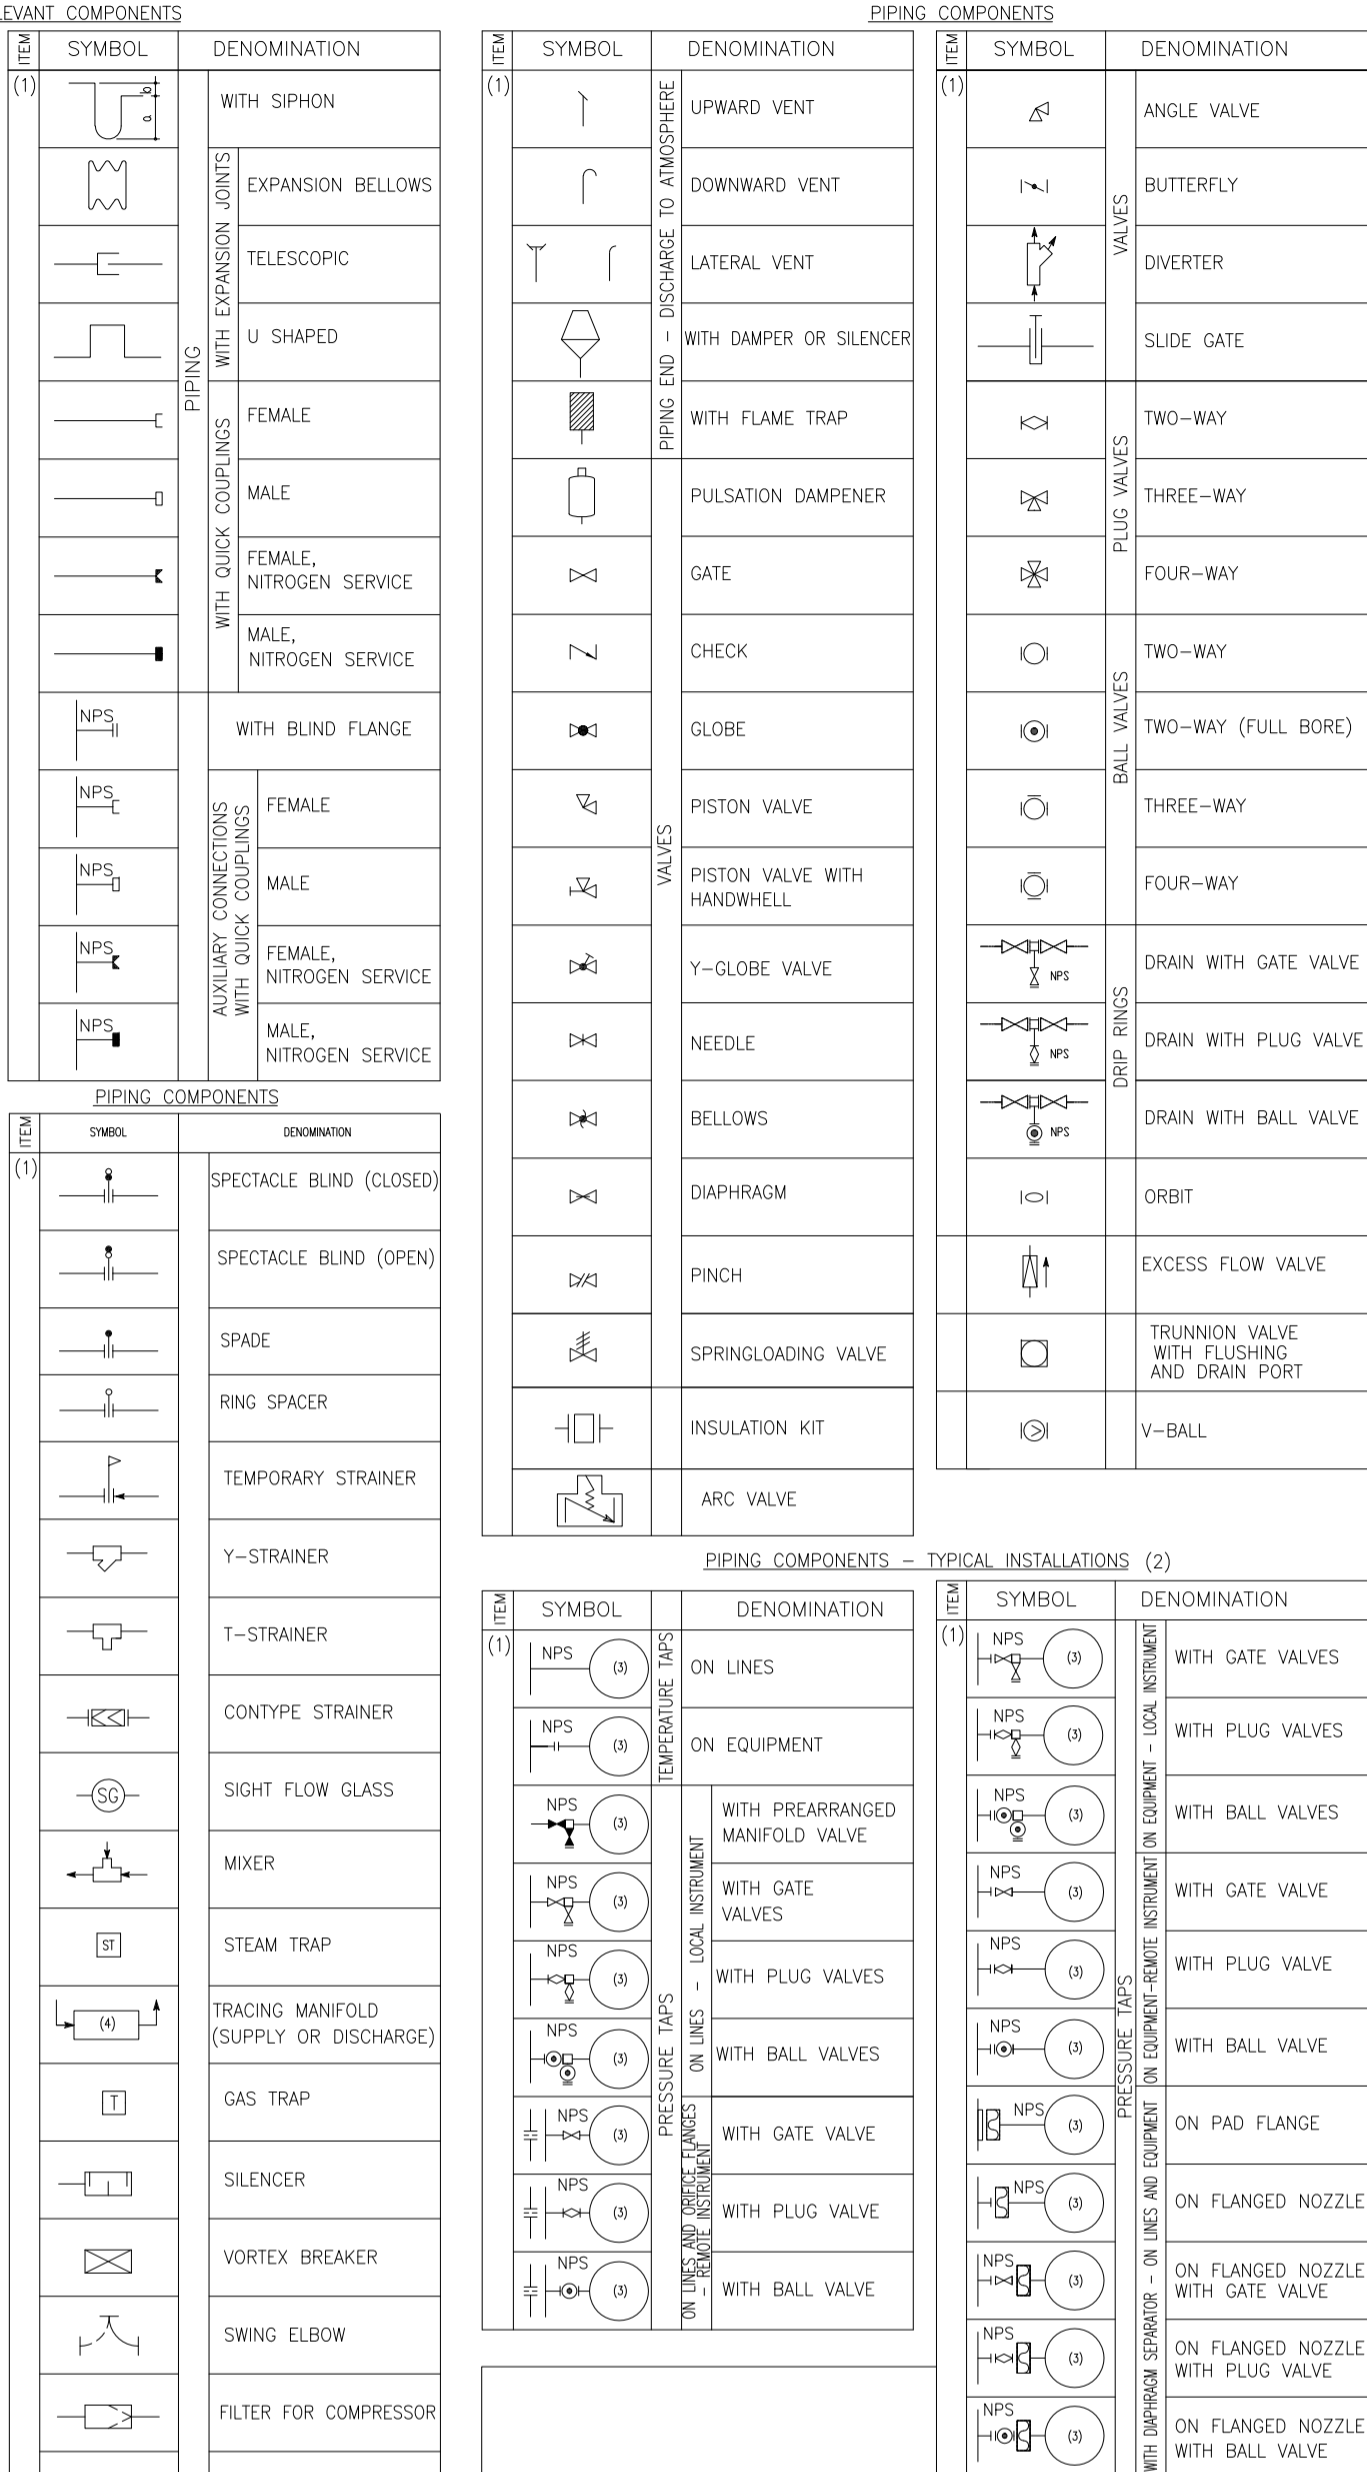 LEVANT COMPONENTS
ITEM
SYMBOL
DENOMINATION
(1)
a
b
WITH SIPHON
PIPING
WITH EXPANSION JOINTS
EXPANSION BELLOWS
TELESCOPIC
U SHAPED
WITH QUICK COUPLINGS
FEMALE
MALE
FEMALE,
NITROGEN SERVICE
MALE,
NITROGEN SERVICE
NPS
WITH BLIND FLANGE
AUXILIARY CONNECTIONS
WITH QUICK COUPLINGS
NPS
FEMALE
NPS
MALE
NPS
FEMALE,
NITROGEN SERVICE
NPS
MALE,
NITROGEN SERVICE
PIPING COMPONENTS
ITEM
SYMBOL
DENOMINATION
(1)
SPECTACLE BLIND (CLOSED)
SPECTACLE BLIND (OPEN)
SPADE
RING SPACER
TEMPORARY STRAINER
Y-STRAINER
T-STRAINER
CONTYPE STRAINER
SG
SIGHT FLOW GLASS
MIXER
ST
STEAM TRAP
(4)
TRACING MANIFOLD
(SUPPLY OR DISCHARGE)
T
GAS TRAP
SILENCER
VORTEX BREAKER
SWING ELBOW
FILTER FOR COMPRESSOR
PIPING COMPONENTS
ITEM
SYMBOL
DENOMINATION
(1)
PIPING END - DISCHARGE TO ATMOSPHERE
UPWARD VENT
DOWNWARD VENT
LATERAL VENT
WITH DAMPER OR SILENCER
WITH FLAME TRAP
VALVES
PULSATION DAMPENER
GATE
CHECK
GLOBE
PISTON VALVE
PISTON VALVE WITH
HANDWHELL
Y-GLOBE VALVE
NEEDLE
BELLOWS
DIAPHRAGM
PINCH
SPRINGLOADING VALVE
INSULATION KIT
ARC VALVE
ITEM
SYMBOL
DENOMINATION
(1)
VALVES
ANGLE VALVE
BUTTERFLY
DIVERTER
SLIDE GATE
PLUG VALVES
TWO-WAY
THREE-WAY
FOUR-WAY
BALL VALVES
TWO-WAY
TWO-WAY (FULL BORE)
THREE-WAY
FOUR-WAY
DRIP RINGS
NPS
DRAIN WITH GATE VALVE
NPS
DRAIN WITH PLUG VALVE
NPS
DRAIN WITH BALL VALVE
ORBIT
EXCESS FLOW VALVE
TRUNNION VALVE
WITH FLUSHING
AND DRAIN PORT
V-BALL
PIPING COMPONENTS - TYPICAL INSTALLATIONS (2)
ITEM
SYMBOL
DENOMINATION
(1)
TEMPERATURE TAPS
NPS
(3)
ON LINES
NPS
(3)
ON EQUIPMENT
PRESSURE TAPS
ON LINES - LOCAL INSTRUMENT
NPS
(3)
WITH PREARRANGED
MANIFOLD VALVE
NPS
(3)
WITH GATE
VALVES
NPS
(3)
WITH PLUG VALVES
NPS
(3)
WITH BALL VALVES
ON LINES AND ORIFICE FLANGES
- REMOTE INSTRUMENT
NPS
(3)
WITH GATE VALVE
NPS
(3)
WITH PLUG VALVE
NPS
(3)
WITH BALL VALVE
ITEM
SYMBOL
DENOMINATION
(1)
PRESSURE TAPS
ON EQUIPMENT - LOCAL INSTRUMENT
NPS
(3)
WITH GATE VALVES
NPS
(3)
WITH PLUG VALVES
NPS
(3)
WITH BALL VALVES
ON EQUIPMENT-REMOTE INSTRUMENT
NPS
(3)
WITH GATE VALVE
NPS
(3)
WITH PLUG VALVE
NPS
(3)
WITH BALL VALVE
WITH DIAPHRAGM SEPARATOR - ON LINES AND EQUIPMENT
NPS
(3)
ON PAD FLANGE
NPS
(3)
ON FLANGED NOZZLE
NPS
(3)
ON FLANGED NOZZLE
WITH GATE VALVE
NPS
(3)
ON FLANGED NOZZLE
WITH PLUG VALVE
NPS
(3)
ON FLANGED NOZZLE
WITH BALL VALVE